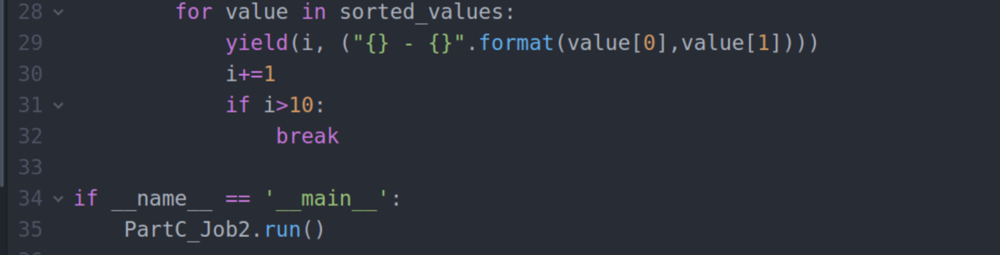 28 for value in sorted_values:
29 yield(i, ("{} - {}".format(value[0],value[1])))
30 i+=1
31 if i>10:
32 break
33
34 if __name__ == '__main__':
35 PartC_Job2.run()